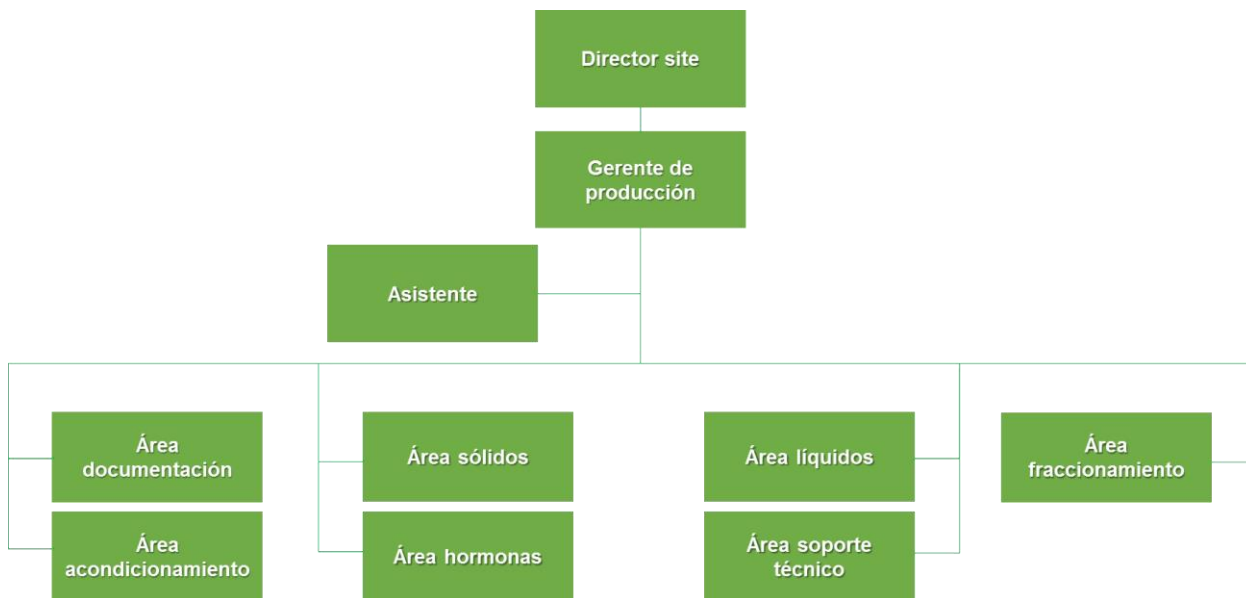 Director site
Gerente de
producción
Asistente
Área
documentación
Área sólidos
Área líquidos
Área
fraccionamiento
Área
acondicionamiento
Área hormonas
Área soporte
técnico